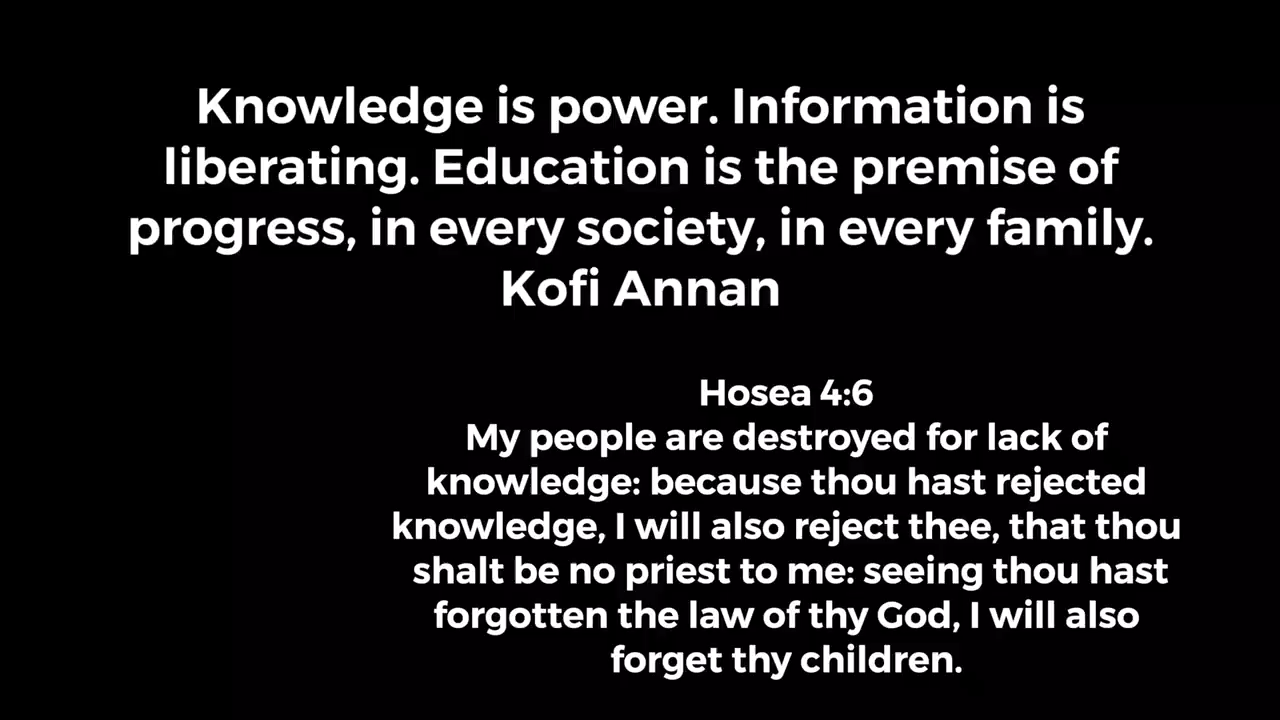 Knowledge is power. Information is
liberating. Education is the premise of
progress, in every society, in every family.
Kofi Annan
Hosea 4:6
My people are destroyed for lack of
knowledge: because thou hast rejected
knowledge, I will also reject thee, that thou
shalt be no priest to me: seeing thou hast
forgotten the law of thy God, I will also
forget thy children.